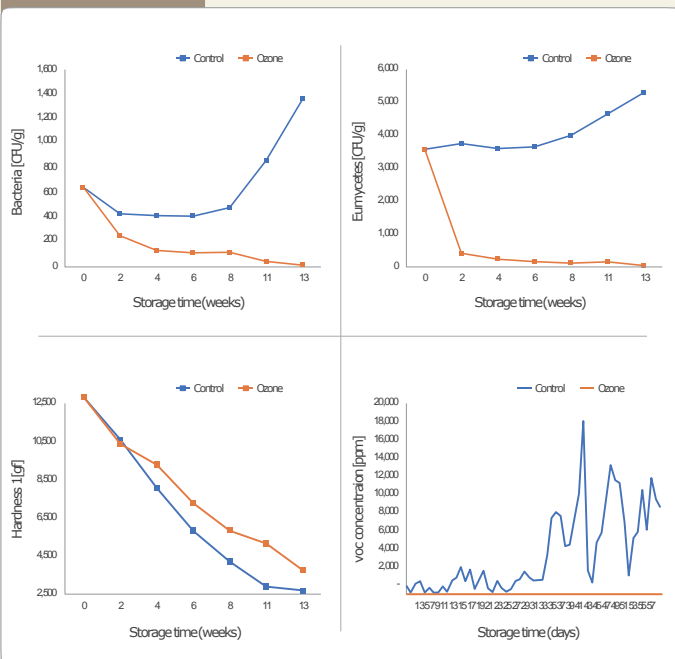 Control Ozone
1,600
1,400
1,200
1,000
800
600
400
200
0
Bacteria [CFU/g]
0 2 4 6 8 11 13
Storage time (weeks)
Control Ozone
6,000
5,000
4,000
3,000
2,000
1,000
0
Eumycetes [CFU/g]
0 2 4 6 8 11 13
Storage time (weeks)
Control Ozone
12,500
10,500
8,500
6,500
4,500
2,500
Hardness 1 [gf]
0 2 4 6 8 11 13
Storage time (weeks)
Control Ozone
20,000
18,000
16,000
14,000
12,000
10,000
8,000
6,000
4,000
2,000
-
voc concentraion [ppm]
Storage time (days)